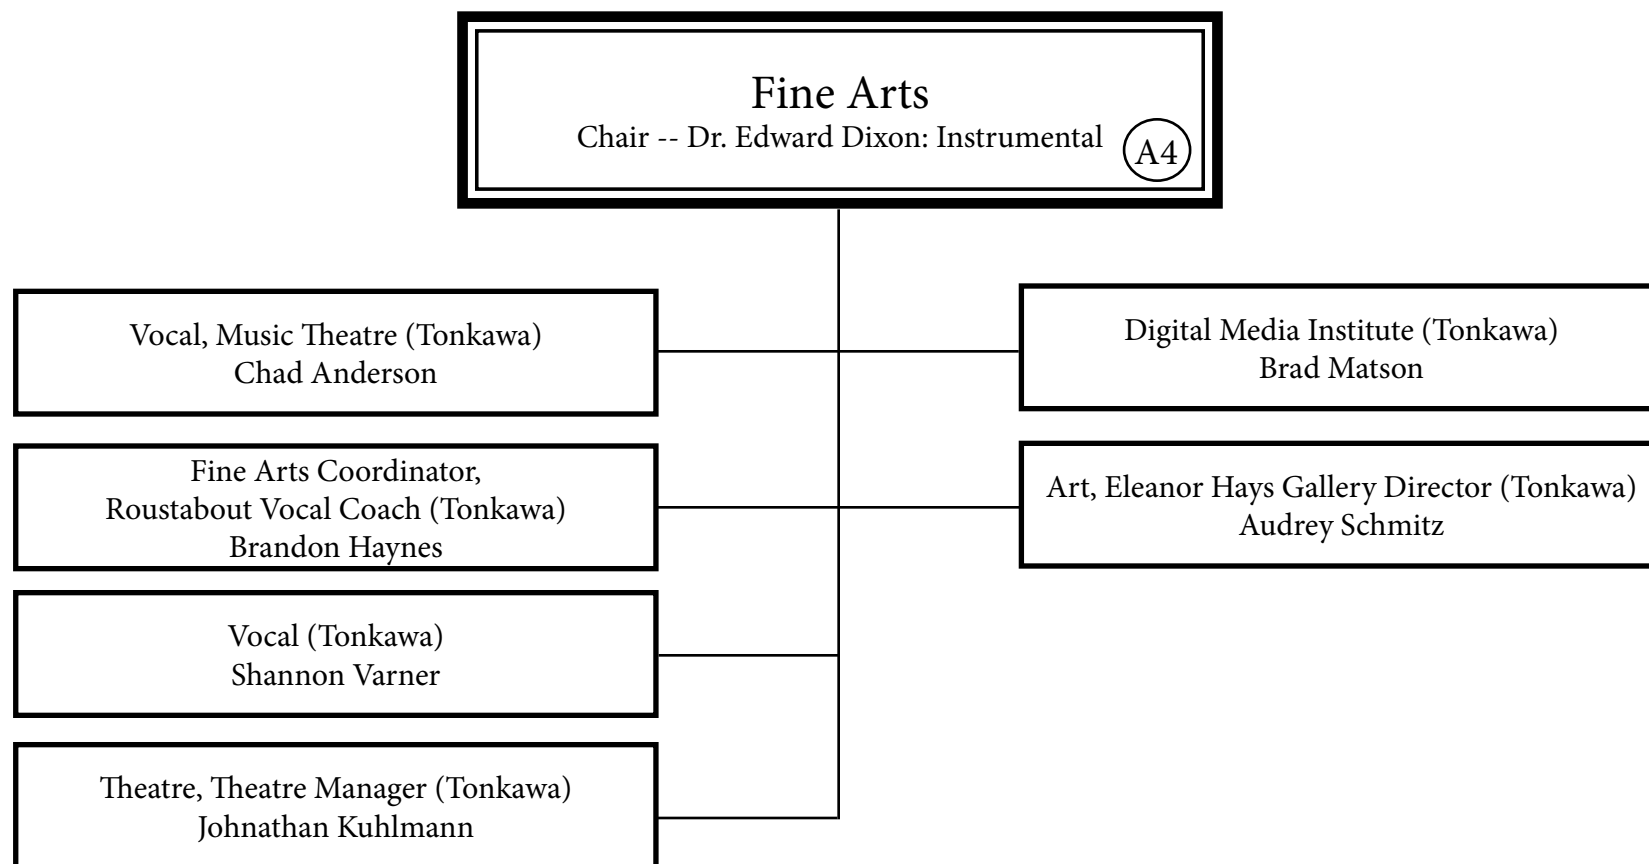 Fine Arts
Chair -- Dr. Edward Dixon: Instrumental
A4
Vocal, Music Theatre (Tonkawa)
Chad Anderson
Digital Media Institute (Tonkawa)
Brad Matson
Fine Arts Coordinator,
Roustabout Vocal Coach (Tonkawa)
Brandon Haynes
Art, Eleanor Hays Gallery Director (Tonkawa)
Audrey Schmitz
Vocal (Tonkawa)
Shannon Varner
Theatre, Theatre Manager (Tonkawa)
Johnathan Kuhlmann